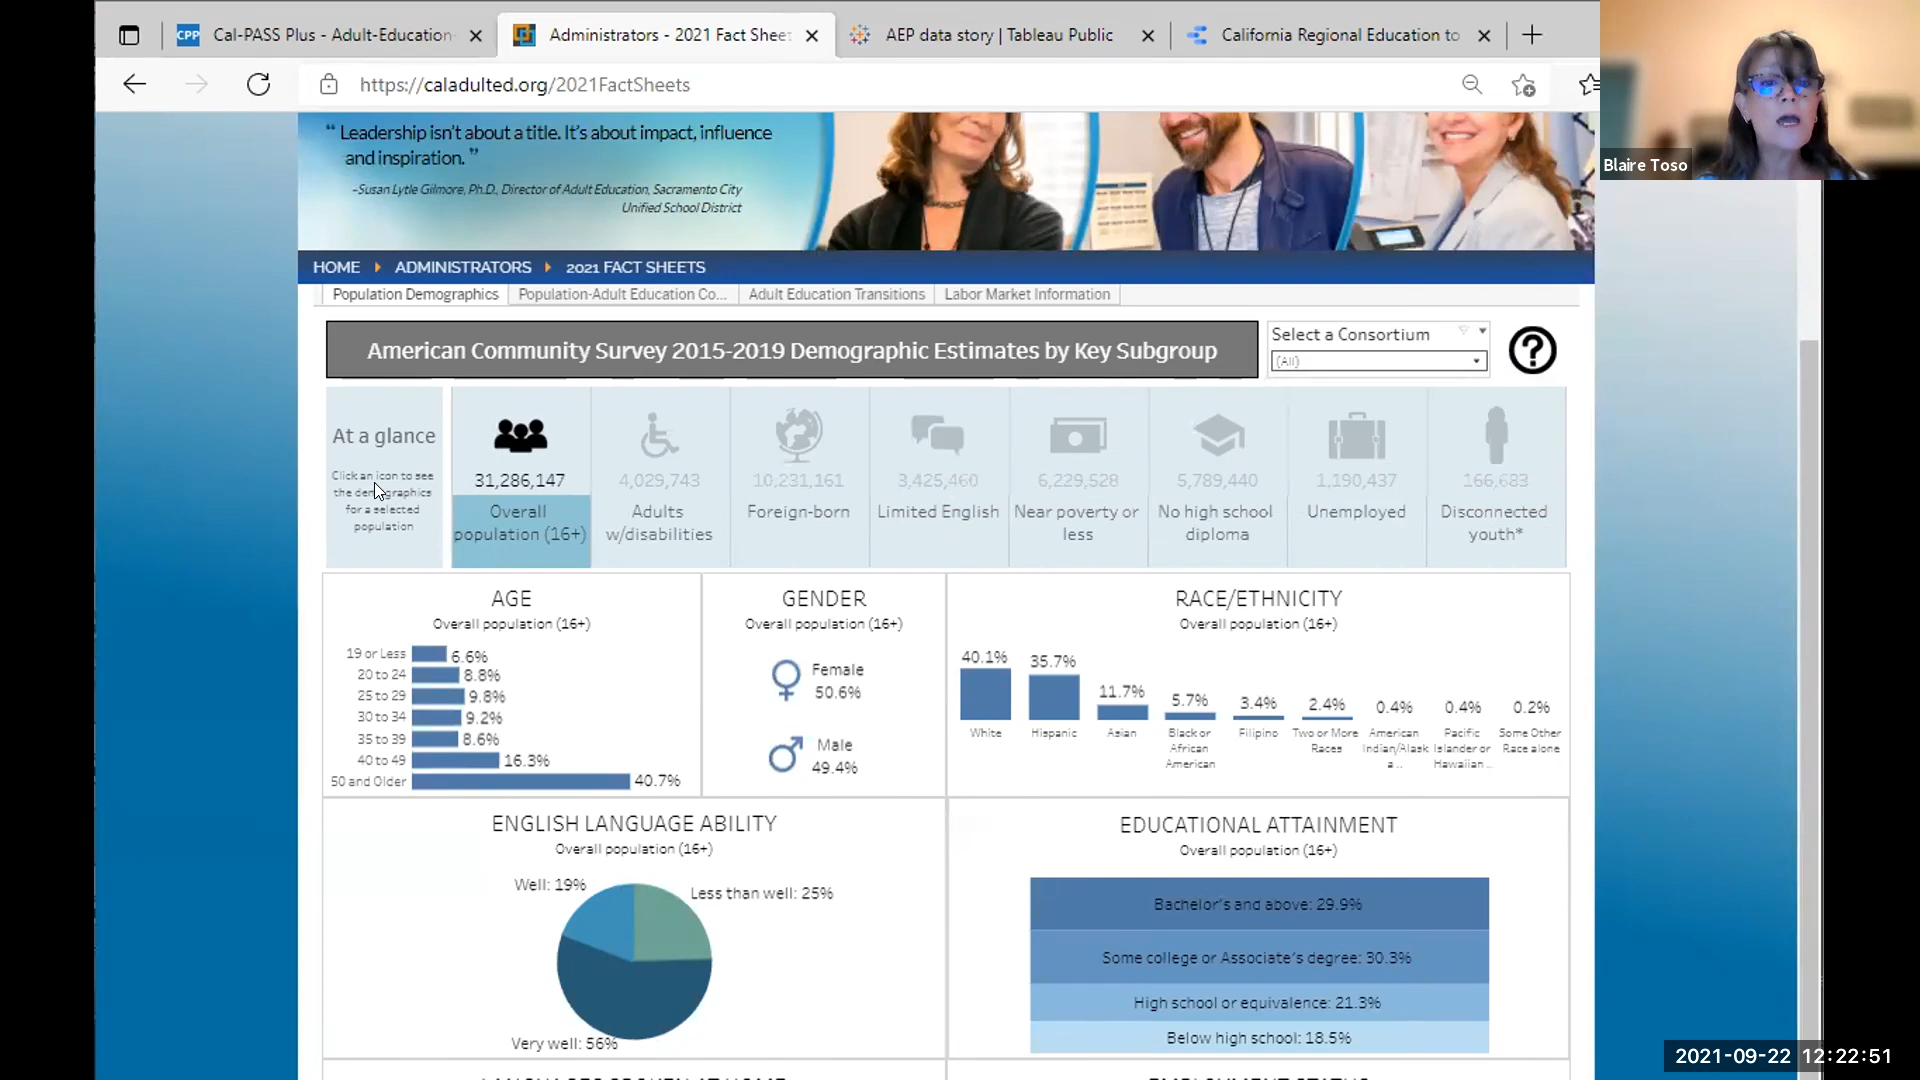 Cal-PASS Plus - Adult-Education-
Administrators - 2021 Fact Sheet
AEP data story | Tableau Public
California Regional Education to
https://caladulted.org/2021FactSheets
Blaire Toso
“ Leadership isn't about a title. It's about impact, influence
and inspiration. ”
-Susan Lytle Gilmore, Ph.D., Director of Adult Education, Sacramento City
Unified School District
HOME ADMINISTRATORS 2021 FACT SHEETS
Population Demographics
Population-Adult Education Co...
Adult Education Transitions
Labor Market Information
American Community Survey 2015-2019 Demographic Estimates by Key Subgroup
Select a Consortium
(All)
?
At a glance
Click an icon to see
the demographics
for a selected
population
31,286,147
Overall
population (16+)
4,029,743
Adults
w/disabilities
10,231,161
Foreign-born
3,425,460
Limited English
6,229,528
Near poverty or
less
5,789,440
No high school
diploma
1,190,437
Unemployed
166,683
Disconnected
youth*
AGE
Overall population (16+)
19 or Less 6.6%
20 to 24 8.8%
25 to 29 9.8%
30 to 34 9.2%
35 to 39 8.6%
40 to 49 16.3%
50 and Older 40.7%
GENDER
Overall population (16+)
Female
50.6%
Male
49.4%
RACE/ETHNICITY
Overall population (16+)
40.1%
White
35.7%
Hispanic
11.7%
Asian
5.7%
Black or
African
American
3.4%
Filipino
2.4%
Two or More
Races
0.4%
American
Indian/Alask
a..
0.4%
Pacific
Islander or
Hawaiian ..
0.2%
Some Other
Race alone
ENGLISH LANGUAGE ABILITY
Overall population (16+)
Well: 19%
Less than well: 25%
Very well: 56%
EDUCATIONAL ATTAINMENT
Overall population (16+)
Bachelor's and above: 29.9%
Some college or Associate's degree: 30.3%
High school or equivalence: 21.3%
Below high school: 18.5%
2021-09-22 12:22:51